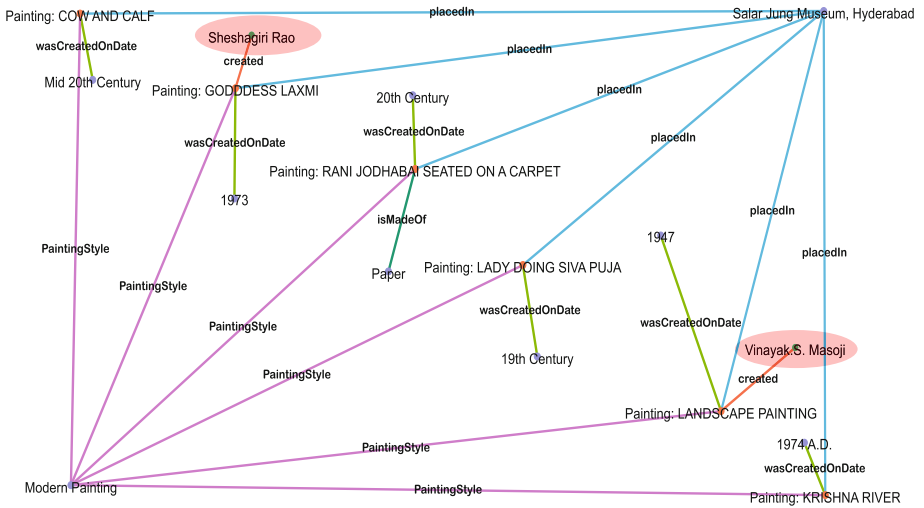 Painting: COW AND CALF
placedIn
Salar Jung Museum, Hyderabad
wasCreatedOnDate
Sheshagiri Rao
placedIn
created
Mid 20th Century
Painting: GODDDESS LAXMI
placedIn
20th Century
wasCreatedOnDate
placedIn
wasCreatedOnDate
Painting: RANI JODHABAI SEATED ON A CARPET
1973
placedIn
isMadeOf
1947
PaintingStyle
placedIn
Paper
Painting: LADY DOING SIVA PUJA
PaintingStyle
wasCreatedOnDate
wasCreatedOnDate
PaintingStyle
Vinayak.S. Masoji
19th Century
PaintingStyle
created
Painting: LANDSCAPE PAINTING
PaintingStyle
1974 A.D.
wasCreatedOnDate
Modern Painting
PaintingStyle
Painting: KRISHNA RIVER